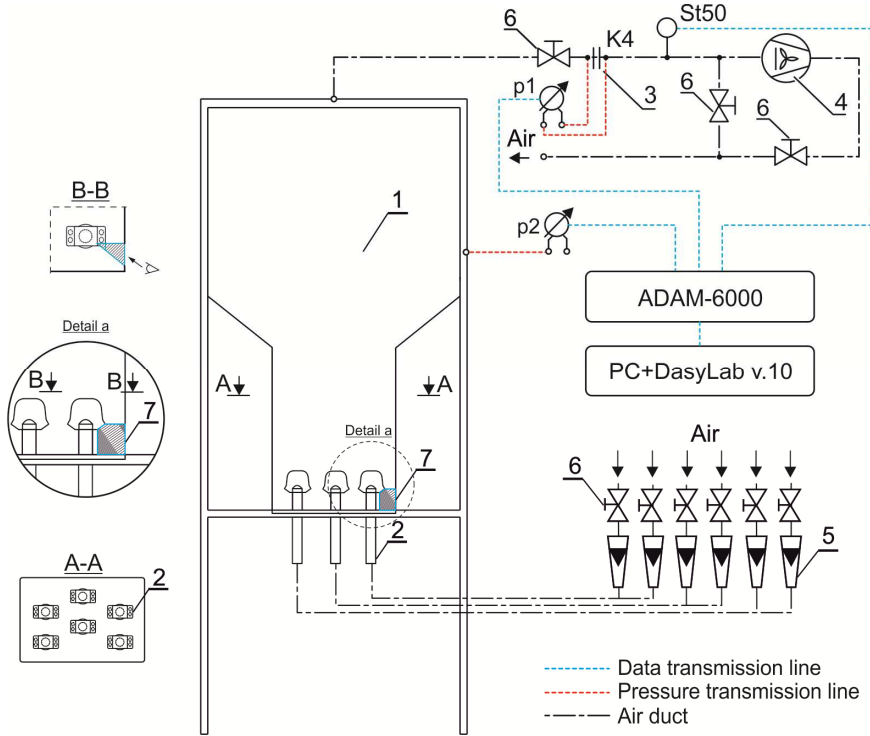 St50
6
K4
p1
3
6
4
6
Air
B-B
1
p2
ADAM-6000
Detail a
PC+DasyLab v.10
A
A
B
B
7
Detail a
Air
7
6
2
5
A-A
2
Data transmission line
Pressure transmission line
Air duct